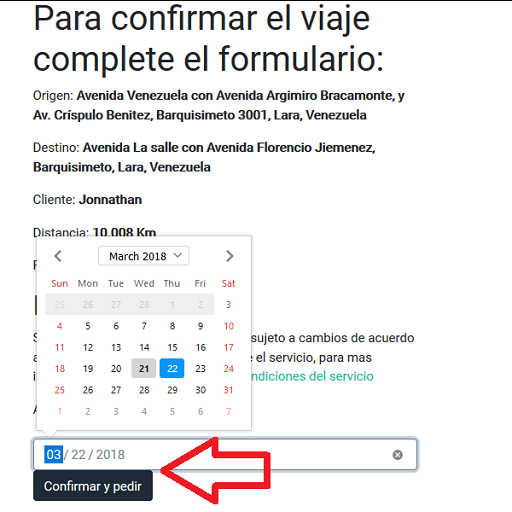 Para confirmar el viaje
complete el formulario:
Origen: Avenida Venezuela con Avenida Argimiro Bracamonte, y
Av. Críspulo Benitez, Barquisimeto 3001, Lara, Venezuela
Destino: Avenida La salle con Avenida Florencio Jiemenez,
Barquisimeto, Lara, Venezuela
Cliente: Jonnathan
Distancia: 10.008 Km
March 2018
Sun Mon Tue Wed Thu Fri Sat
25 26 27 28 1 2 3
4 5 6 7 8 9 10
11 12 13 14 15 16 17
18 19 20 21 22 23 24
25 26 27 28 29 30 31
1 2 3 4 5 6 7
sujeto a cambios de acuerdo
el servicio, para mas
ndiciones del servicio
03 / 22 / 2018
Confirmar y pedir